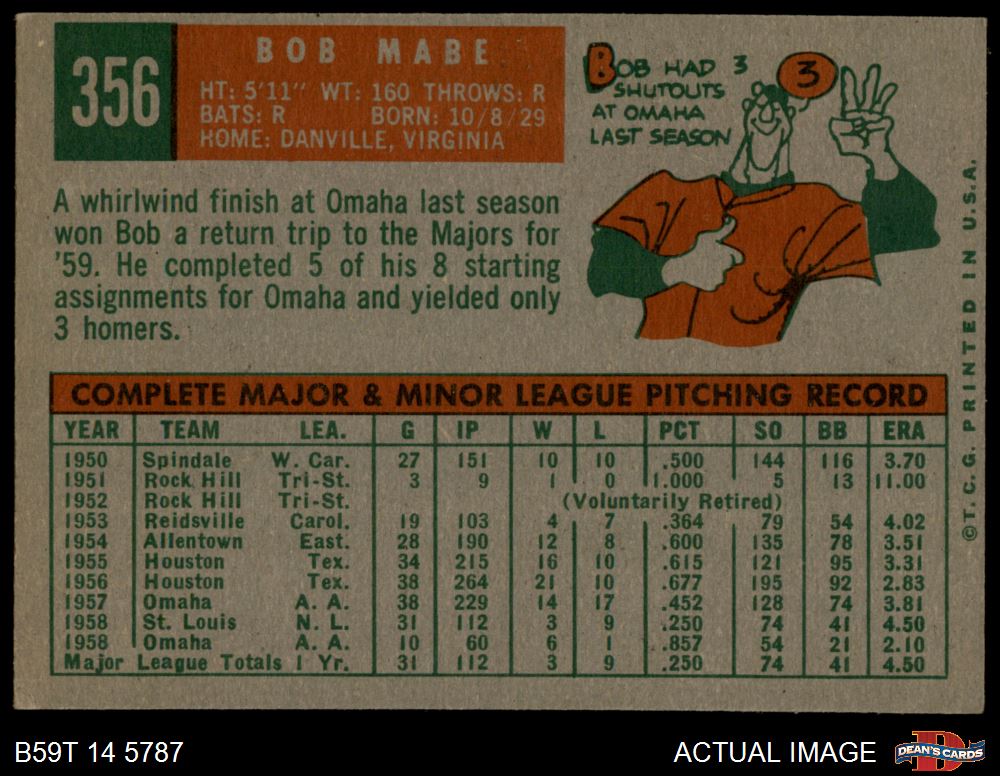 356
BOB MABE
HT: 5'11" WT: 160 THROWS: R
BATS: R BORN: 10/8/29
HOME: DANVILLE, VIRGINIA
BOB HAD 3
SHUTOUTS
AT OMAHA
LAST SEASON
3
A whirlwind finish at Omaha last season
won Bob a return trip to the Majors for
'59. He completed 5 of his 8 starting
assignments for Omaha and yielded only
3 homers.
COMPLETE MAJOR & MINOR LEAGUE PITCHING RECORD
YEAR TEAM LEA. G IP W L PCT SO BB ERA
1950 Spindale W. Car. 27 151 10 10 .500 144 116 3.70
1951 Rock Hill Tri-St. 3 9 1 0 1.000 5 13 11.00
1952 Rock Hill Tri-St. (Voluntarily Retired)
1953 Reidsville Carol. 19 103 4 7 .364 79 54 4.02
1954 Allentown East. 28 190 12 8 .600 135 78 3.51
1955 Houston Tex. 34 215 16 10 .615 121 95 3.31
1956 Houston Tex. 38 264 21 10 .677 195 92 2.83
1957 Omaha A. A. 38 229 14 17 .452 128 74 3.81
1958 St. Louis N. L. 31 112 3 9 .250 74 41 4.50
1958 Omaha A. A. 10 60 6 1 .857 54 21 2.10
Major League Totals 1 Yr. 31 112 3 9 .250 74 41 4.50
©T.C.G. PRINTED IN U.S.A.
B59T 14 5787
ACTUAL IMAGE
D
DEAN'S CARDS